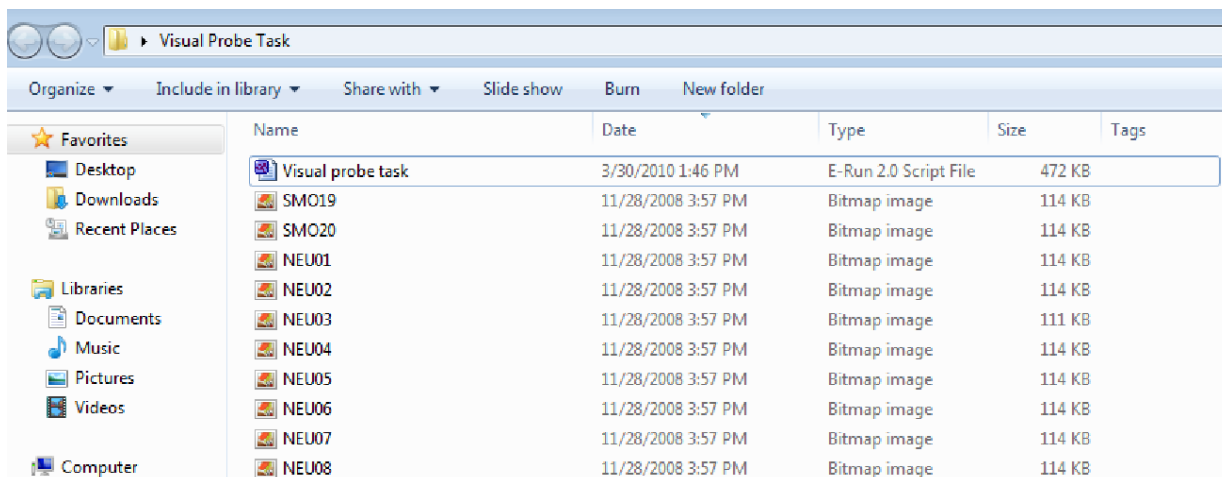 Visual Probe Task
Organize Include in library Share with Slide show Burn New folder
Favorites
Desktop
Downloads
Recent Places
Libraries
Documents
Music
Pictures
Videos
Computer
Name Date Type Size Tags
Visual probe task 3/30/2010 1:46 PM E-Run 2.0 Script File 472 KB
SMO19 11/28/2008 3:57 PM Bitmap image 114 KB
SMO20 11/28/2008 3:57 PM Bitmap image 114 KB
NEU01 11/28/2008 3:57 PM Bitmap image 114 KB
NEU02 11/28/2008 3:57 PM Bitmap image 114 KB
NEU03 11/28/2008 3:57 PM Bitmap image 111 KB
NEU04 11/28/2008 3:57 PM Bitmap image 114 KB
NEU05 11/28/2008 3:57 PM Bitmap image 114 KB
NEU06 11/28/2008 3:57 PM Bitmap image 114 KB
NEU07 11/28/2008 3:57 PM Bitmap image 114 KB
NEU08 11/28/2008 3:57 PM Bitmap image 114 KB